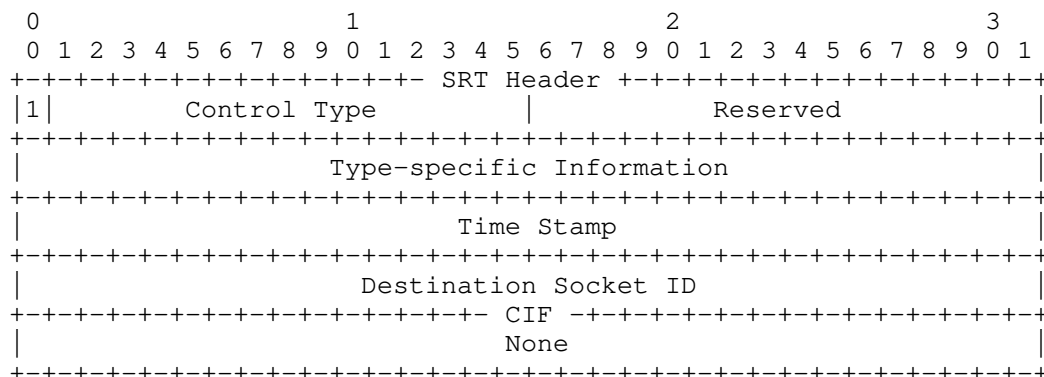 0                   1                   2                   3
 0 1 2 3 4 5 6 7 8 9 0 1 2 3 4 5 6 7 8 9 0 1 2 3 4 5 6 7 8 9 0 1
+-+-+-+-+-+-+-+-+-+-+-+-+- SRT Header +-+-+-+-+-+-+-+-+-+-+-+-+-+
|1|        Control Type         |           Reserved            |
+-+-+-+-+-+-+-+-+-+-+-+-+-+-+-+-+-+-+-+-+-+-+-+-+-+-+-+-+-+-+-+-+
|                   Type-specific Information                   |
+-+-+-+-+-+-+-+-+-+-+-+-+-+-+-+-+-+-+-+-+-+-+-+-+-+-+-+-+-+-+-+-+
|                           Time Stamp                          |
+-+-+-+-+-+-+-+-+-+-+-+-+-+-+-+-+-+-+-+-+-+-+-+-+-+-+-+-+-+-+-+-+
|                     Destination Socket ID                     |
+-+-+-+-+-+-+-+-+-+-+-+-+-+-+- CIF -+-+-+-+-+-+-+-+-+-+-+-+-+-+-+
|                              None                             |
+-+-+-+-+-+-+-+-+-+-+-+-+-+-+-+-+-+-+-+-+-+-+-+-+-+-+-+-+-+-+-+-+